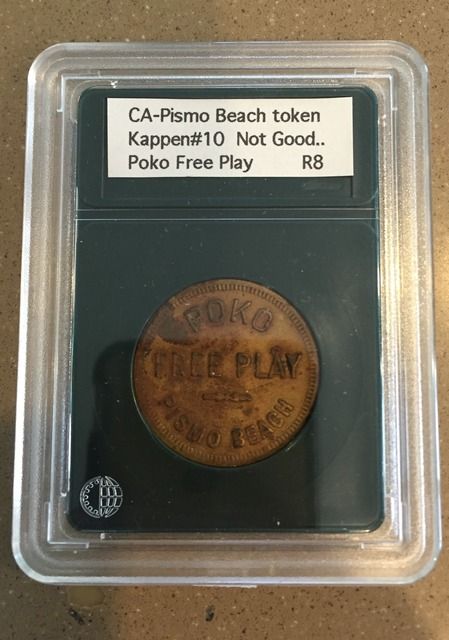 CA-Pismo Beach token
Kappen#10 Not Good..
Poko Free Play R8
POKO
FREE PLAY
PISMO BEACH